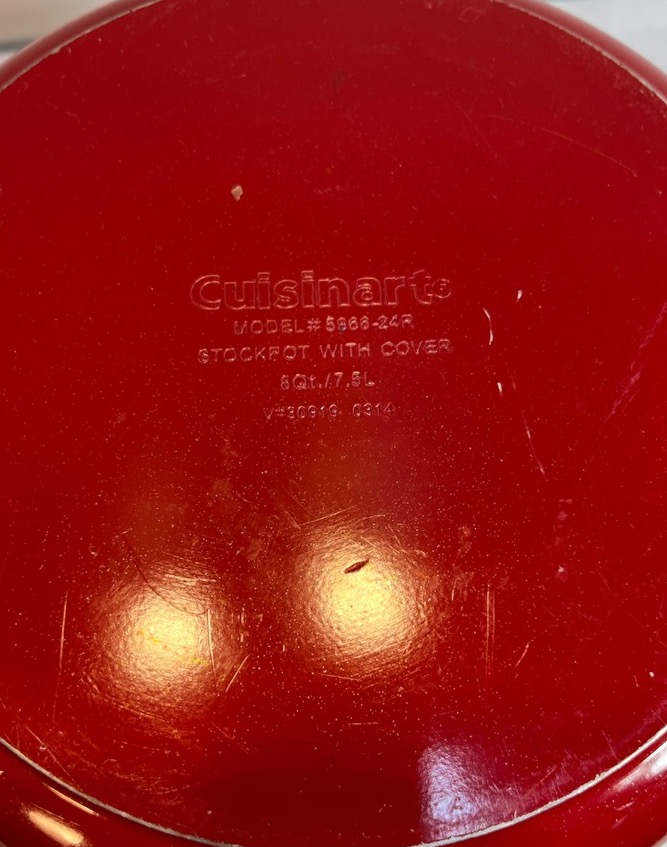 Cuisinart®
MODEL# 5966-24R
STOCKPOT WITH COVER
8Qt./7.5L
V#30919 0314